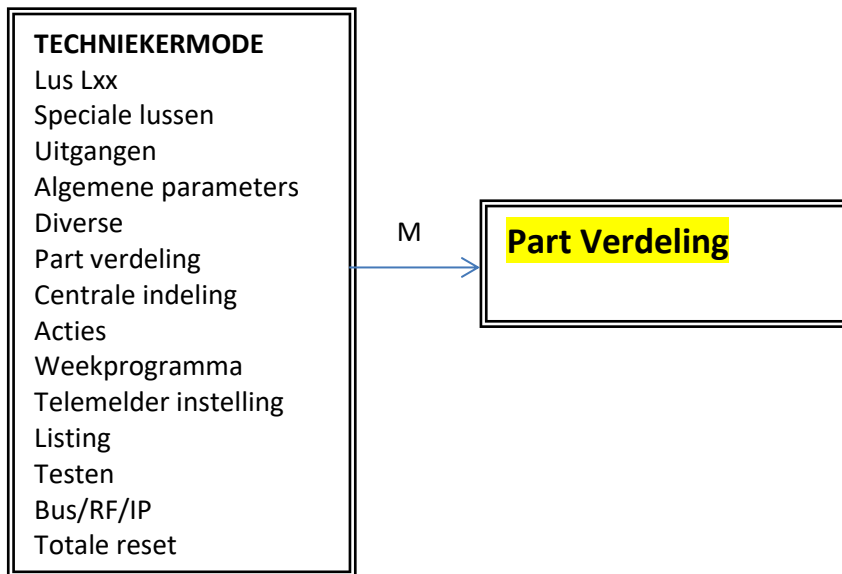 TECHNIEKERMODE
Lus Lxx
Speciale lussen
Uitgangen
Algemene parameters
Diverse
Part verdeling
Centrale indeling
Acties
Weekprogramma
Telemelder instelling
Listing
Testen
Bus/RF/IP
Totale reset
M
Part Verdeling